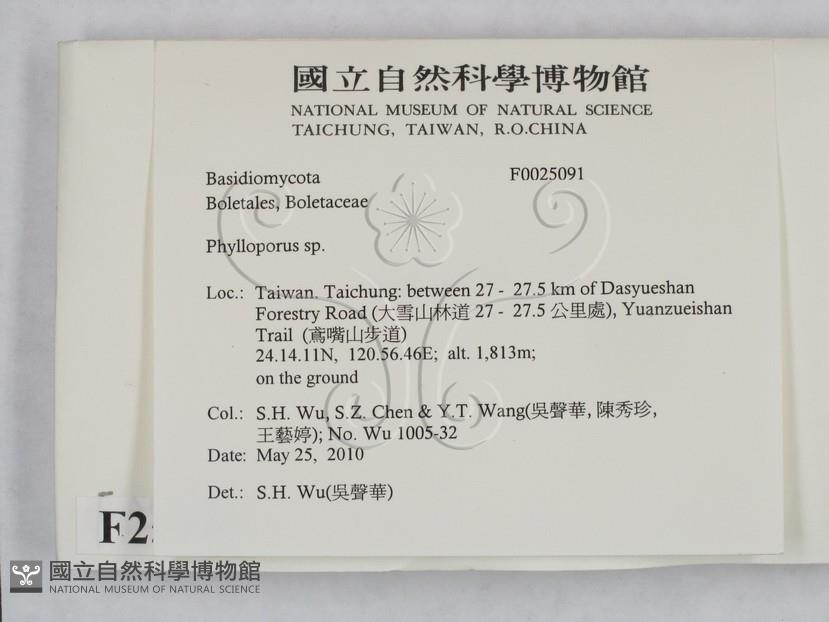 國立自然科學博物館
NATIONAL MUSEUM OF NATURAL SCIENCE
TAICHUNG, TAIWAN, R.O.CHINA
Basidiomycota F0025091
Boletales, Boletaceae
Phylloporus sp.
Loc.: Taiwan. Taichung: between 27 - 27.5 km of Dasyueshan
Forestry Road (大雪山林道 27 - 27.5 公里處), Yuanzueishan
Trail (鳶嘴山步道)
24.14.11N, 120.56.46E; alt. 1,813m;
on the ground
Col.: S.H. Wu, S.Z. Chen & Y.T. Wang(吳聲華, 陳秀珍,
王藝婷); No. Wu 1005-32
Date: May 25, 2010
Det.: S.H. Wu(吳聲華)
F2
國立自然科學博物館
NATIONAL MUSEUM OF NATURAL SCIENCE